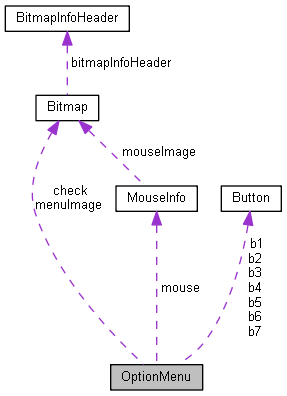 BitmapInfoHeader
bitmapInfoHeader
Bitmap
mouseImage
check
menuImage
MouseInfo
Button
mouse
b1
b2
b3
b4
b5
b6
b7
OptionMenu